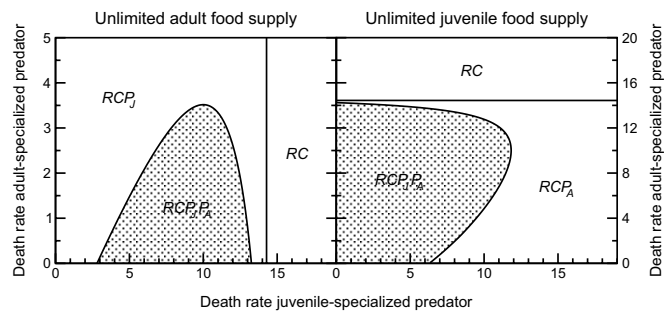 Unlimited adult food supply
Unlimited juvenile food supply
Death rate adult-specialized predator
5
4
3
2
1
0
RCP_J
RC
RCP_JP_A
0 5 10 15
RC
RCP_JP_A
RCP_A
0 5 10 15
20
16
12
8
4
0
Death rate adult-specialized predator
Death rate juvenile-specialized predator